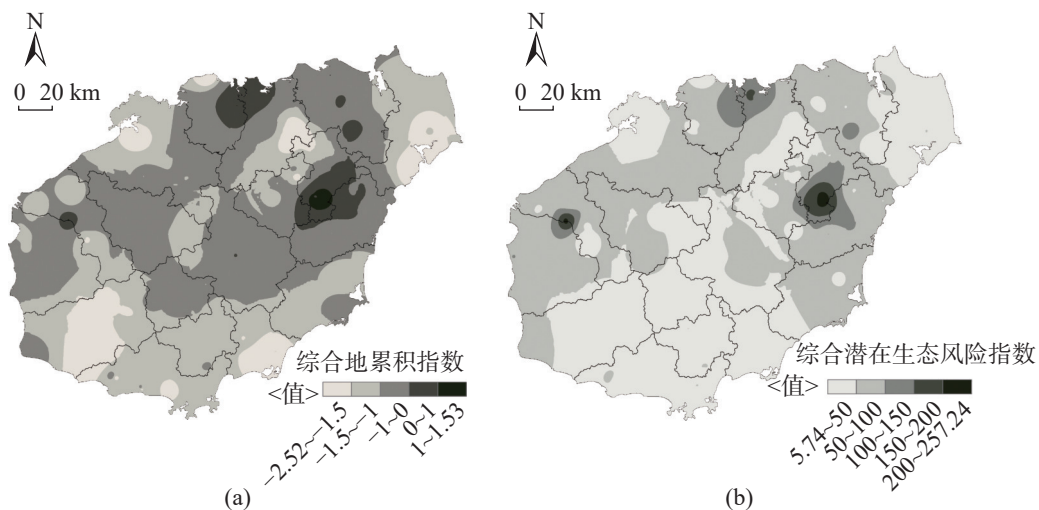 N
0 20 km
综合地累积指数
<值>
−2.52~−1.5
−1.5~−1
−1~0
0~1
1~1.53
(a)
N
0 20 km
综合潜在生态风险指数
<值>
5.74~50
50~100
100~150
150~200
200~257.24
(b)